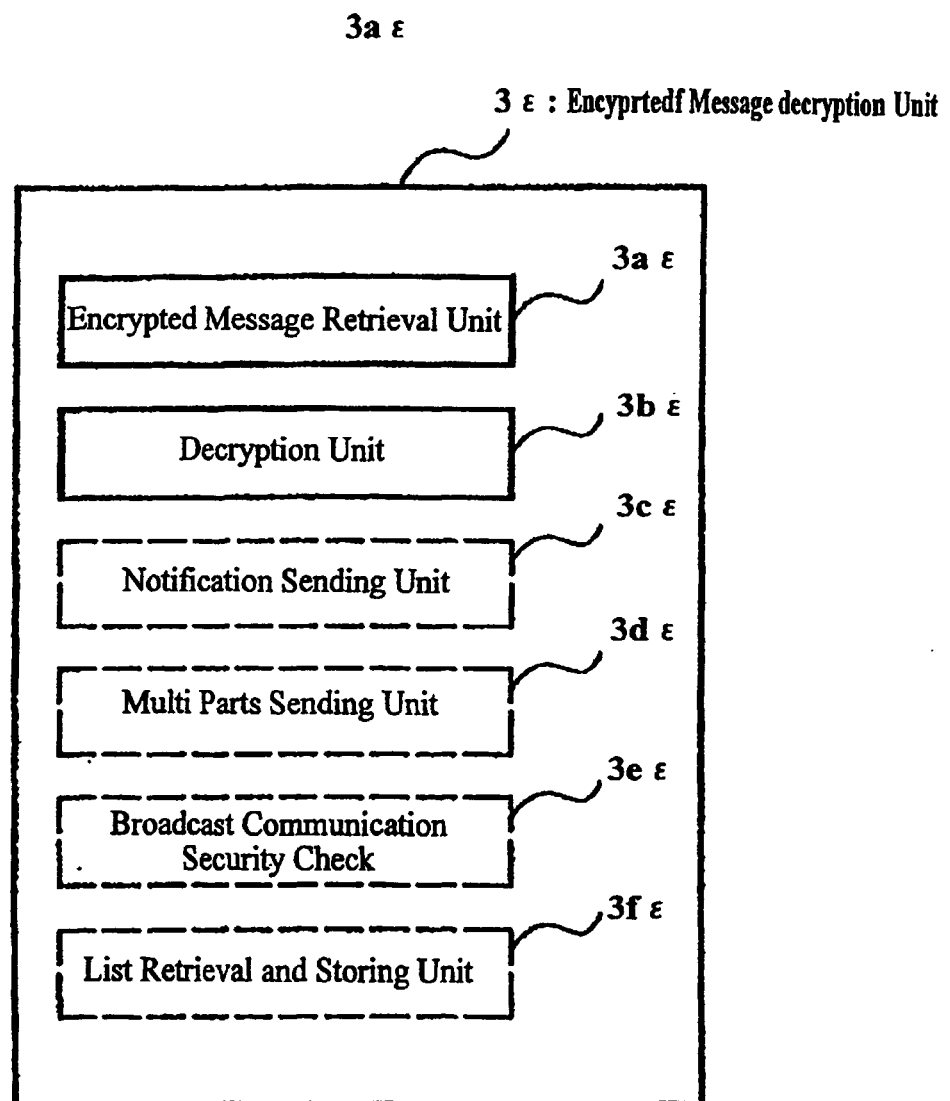 3a ε
3 ε : Encyprtedf Message decryption Unit
3a ε
Encrypted Message Retrieval Unit
3b ε
Decryption Unit
3c ε
Notification Sending Unit
3d ε
Multi Parts Sending Unit
3e ε
Broadcast Communication
Security Check
3f ε
List Retrieval and Storing Unit